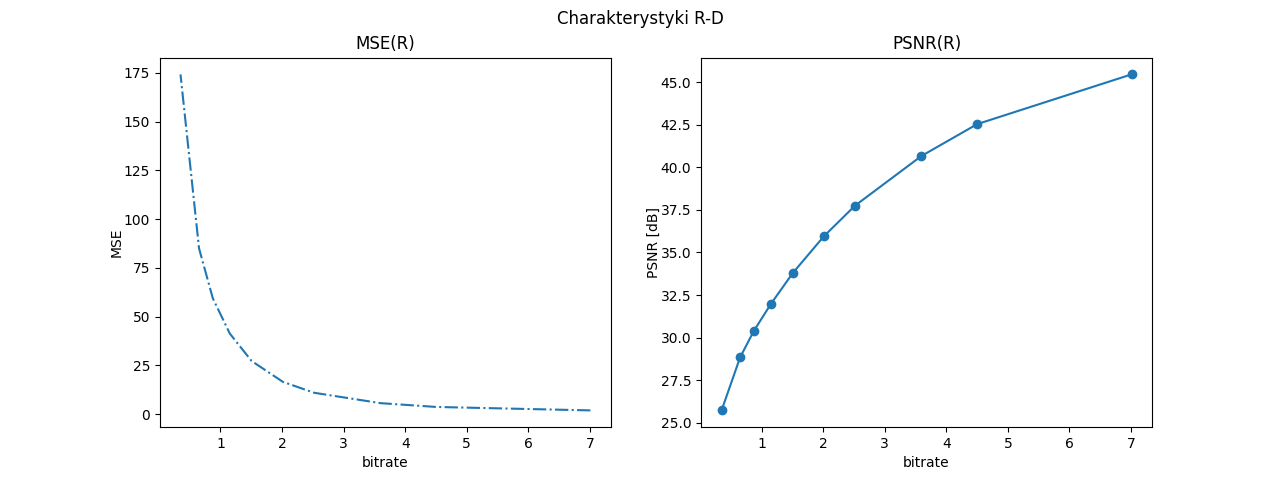 Charakterystyki R-D
MSE(R)
175
150
125
100
75
50
25
0
MSE
1 2 3 4 5 6 7
bitrate
PSNR(R)
45.0
42.5
40.0
37.5
35.0
32.5
30.0
27.5
25.0
PSNR [dB]
1 2 3 4 5 6 7
bitrate